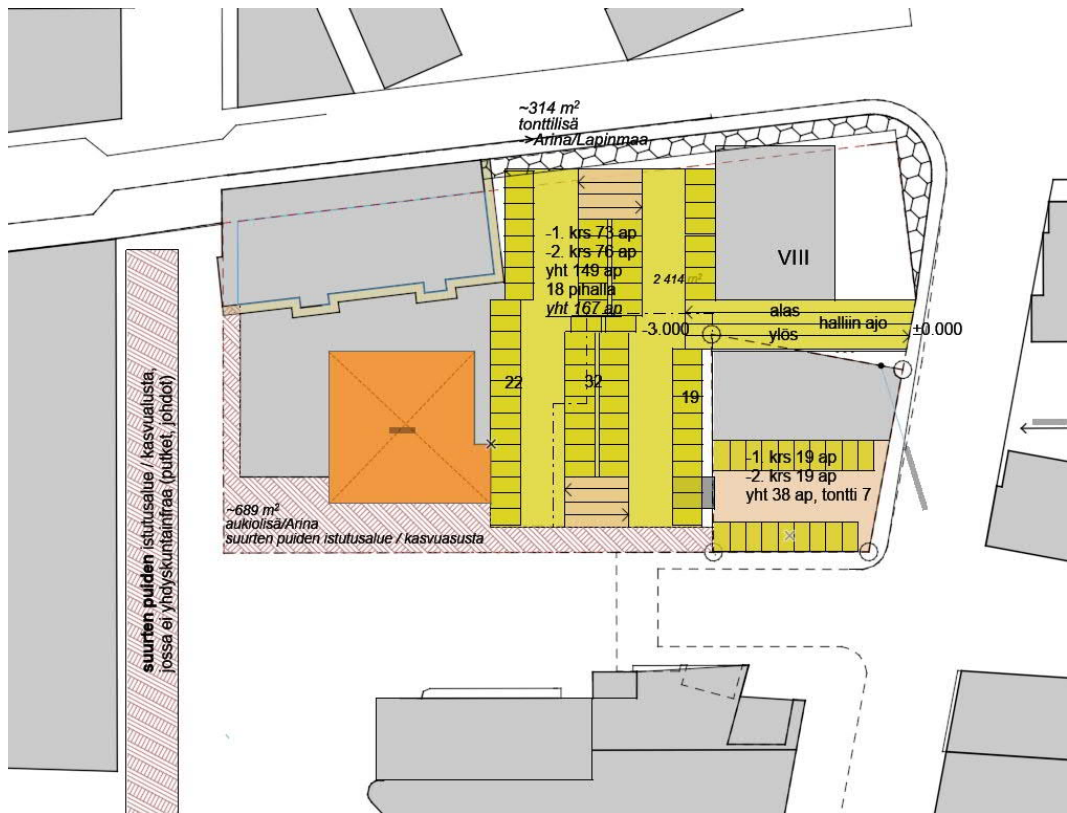 ~314 m²
tonttilisä
→Arina/Lapinmaa
-1. krs 73 ap
-2. krs 76 ap
yht 149 ap
18 pihalla
yht 167 ap
2 414 m²
VIII
alas
halliin ajo
ylös
-3.000
±0.000
22
32
19
-1. krs 19 ap
-2. krs 19 ap
yht 38 ap, tontti 7
~689 m²
aukiolisä/Arina
suurten puiden istutusalue / kasvuasusta
suurten puiden istutusalue / kasvualusta,
jossa ei yhdyskuntainfraa (putket, johdot)